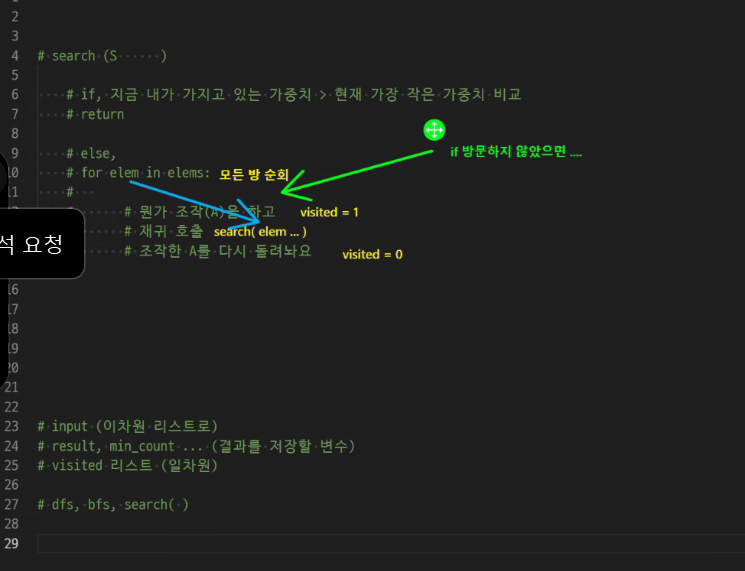 2
3
4 # search (S ······ )
5
6 # if, 지금 내가 가지고 있는 가중치 > 현재 가장 작은 가중치 비교
7 # return
8
if 방문하지 않았으면 ....
9 # else,
10 # for elem in elems: 모든 방 순회
11 #
# 뭔가 조작(A)을 하고 visited = 1
석 요청 # 재귀 호출 search( elem ... )
# 조작한 A를 다시 돌려놔요 visited = 0
16
17
18
19
20
21
22
23 # input (이차원 리스트로)
24 # result, min_count ... (결과를 저장할 변수)
25 # visited 리스트 (일차원)
26
27 # dfs, bfs, search( )
28
29